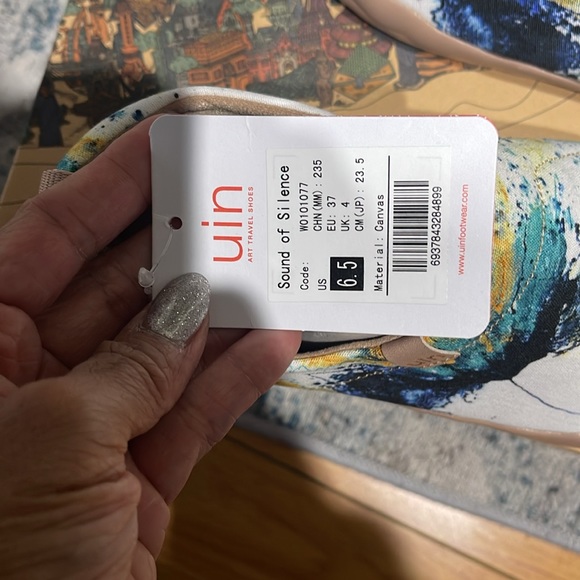 uin
ART TRAVEL SHOES
Sound of Silence
Code: W0101077
US CHN(MM): 235
6.5 EU: 37
UK: 4
CM(JP): 23.5
Material: Canvas
6937843284899
www.uinfootwear.com